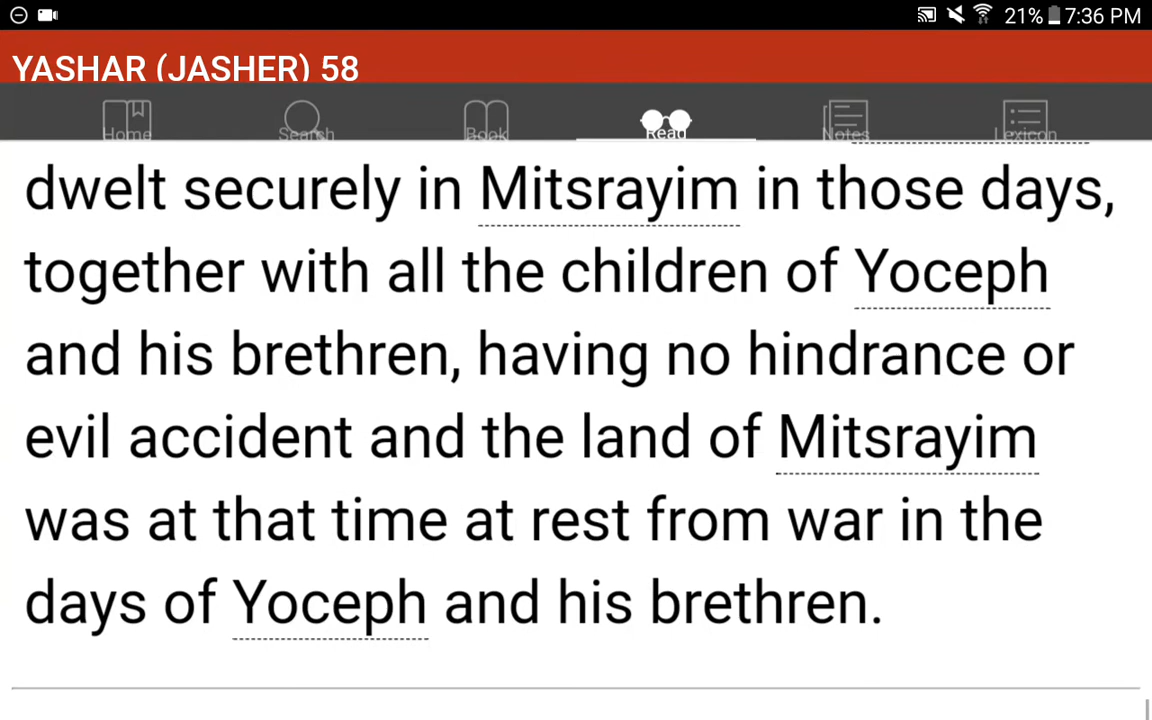 21% 7:36 PM
YASHAR (JASHER) 58
Home Search Book Read Notes Lexicon
dwelt securely in Mitsrayim in those days,
together with all the children of Yoceph
and his brethren, having no hindrance or
evil accident and the land of Mitsrayim
was at that time at rest from war in the
days of Yoceph and his brethren.